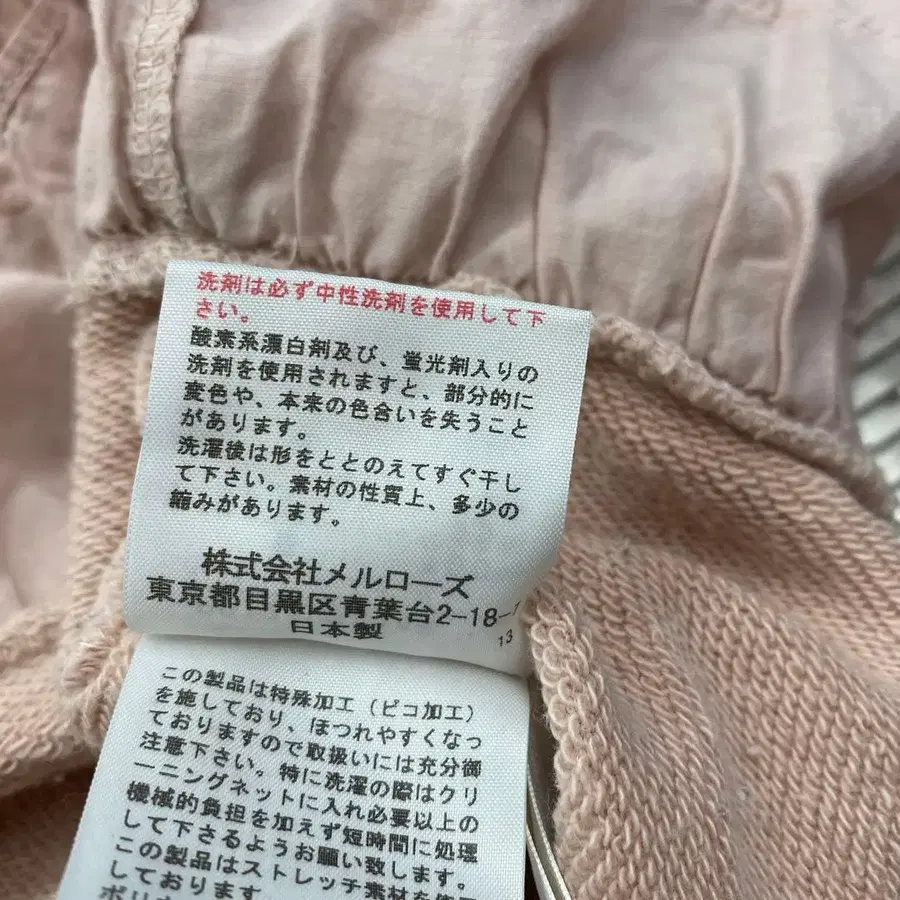 洗剤は必ず中性洗剤を使用して下
さい。
酸素系漂白剤及び、蛍光剤入りの
洗剤を使用されますと、部分的に
変色や、本来の色合いを失うこと
があります。
洗濯後は形をととのえてすぐ干し
て下さい。素材の性質上、多少の
縮みがあります。
株式会社メルローズ
東京都目黒区青葉台2-18-7
日本製
13
この製品は特殊加工(ピコ加工)
を施しており、ほつれやすくなっ
ておりますので取扱いには充分御
注意下さい。特に洗濯の際はクリ
ーニングネットに入れ必要以上の
機械的負担を加えず短時間に処理
して下さるようお願い致します。
この製品はストレッチ素材を使
しております
ポリ